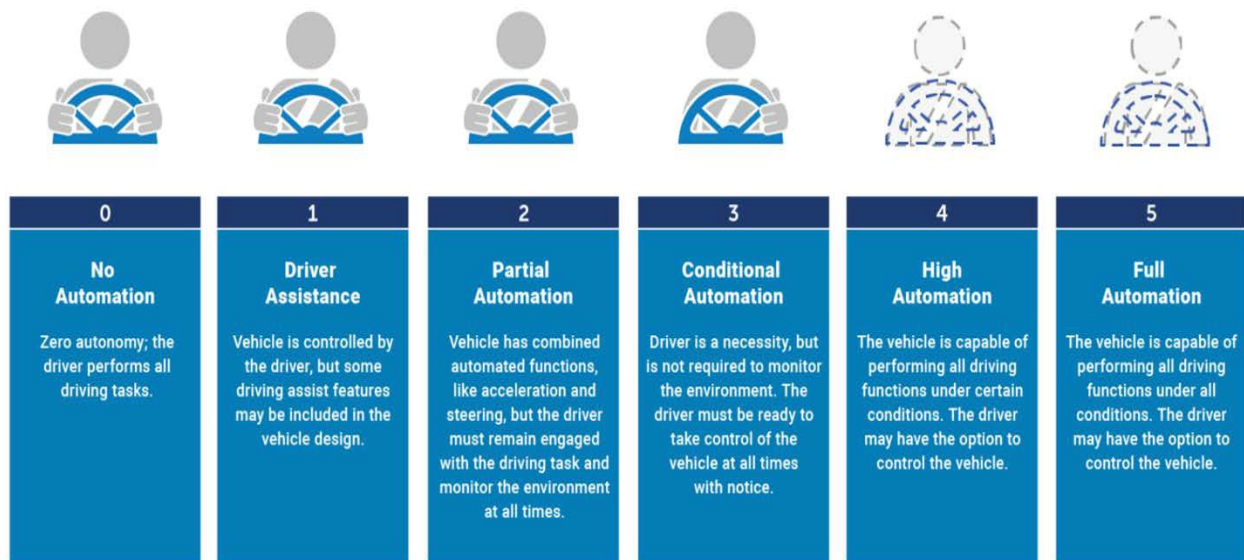 0
No
Automation
Zero autonomy; the
driver performs all
driving tasks.
1
Driver
Assistance
Vehicle is controlled by
the driver, but some
driving assist features
may be included in the
vehicle design.
2
Partial
Automation
Vehicle has combined
automated functions,
like acceleration and
steering, but the driver
must remain engaged
with the driving task and
monitor the environment
at all times.
3
Conditional
Automation
Driver is a necessity, but
is not required to monitor
the environment. The
driver must be ready to
take control of the
vehicle at all times
with notice.
4
High
Automation
The vehicle is capable of
performing all driving
functions under certain
conditions. The driver
may have the option to
control the vehicle.
5
Full
Automation
The vehicle is capable of
performing all driving
functions under all
conditions. The driver
may have the option to
control the vehicle.